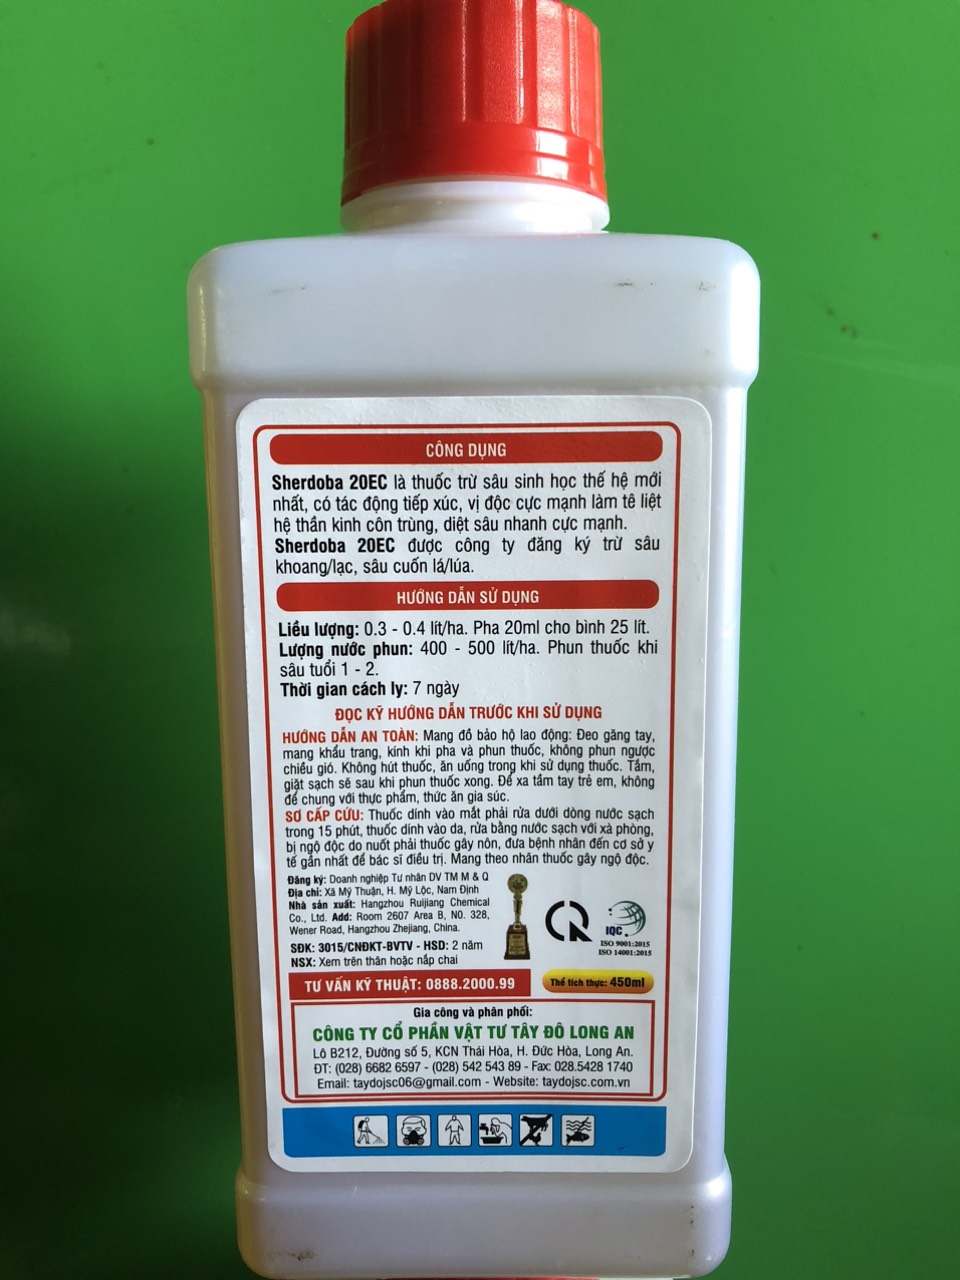 CÔNG DỤNG
Sherdoba 20EC là thuốc trừ sâu sinh học thế hệ mới
nhất, có tác động tiếp xúc, vị độc cực mạnh làm tê liệt
hệ thần kinh côn trùng, diệt sâu nhanh cực mạnh.
Sherdoba 20EC được công ty đăng ký trừ sâu
khoang/lạc, sâu cuốn lá/lúa.
HƯỚNG DẪN SỬ DỤNG
Liều lượng: 0.3 - 0.4 lít/ha. Pha 20ml cho bình 25 lít.
Lượng nước phun: 400 - 500 lít/ha. Phun thuốc khi
sâu tuổi 1 - 2.
Thời gian cách ly: 7 ngày
ĐỌC KỸ HƯỚNG DẪN TRƯỚC KHI SỬ DỤNG
HƯỚNG DẪN AN TOÀN: Mang đồ bảo hộ lao động: Đeo găng tay,
mang khẩu trang, kính khi pha và phun thuốc, không phun ngược
chiều gió. Không hút thuốc, ăn uống trong khi sử dụng thuốc. Tắm,
giặt sạch sẽ sau khi phun thuốc xong. Để xa tầm tay trẻ em, không
để chung với thực phẩm, thức ăn gia súc.
SƠ CẤP CỨU: Thuốc dính vào mắt phải rửa dưới dòng nước sạch
trong 15 phút, thuốc dính vào da, rửa bằng nước sạch với xà phòng,
bị ngộ độc do nuốt phải thuốc gây nôn, đưa bệnh nhân đến cơ sở y
tế gần nhất để bác sĩ điều trị. Mang theo nhãn thuốc gây ngộ độc.
Đăng ký: Doanh nghiệp Tư nhân DV TM M & Q
Địa chỉ: Xã Mỹ Thuận, H. Mỹ Lộc, Nam Định
Nhà sản xuất: Hangzhou Ruijiang Chemical
Co., Ltd. Add: Room 2607 Area B, NO. 328,
Wener Road, Hangzhou Zhejiang, China.
SĐK: 3015/CNĐKT-BVTV - HSD: 2 năm
NSX: Xem trên thân hoặc nắp chai
IQC
ISO 9001:2015
ISO 14001:2015
TƯ VẤN KỸ THUẬT: 0888.2000.99
Thể tích thực: 450ml
Gia công và phân phối:
CÔNG TY CỔ PHẦN VẬT TƯ TÂY ĐÔ LONG AN
Lô B212, Đường số 5, KCN Thái Hòa, H. Đức Hòa, Long An.
ĐT: (028) 6682 6597 - (028) 542 543 89 - Fax: 028.5428 1740
Email: taydojsc06@gmail.com - Website: taydojsc.com.vn